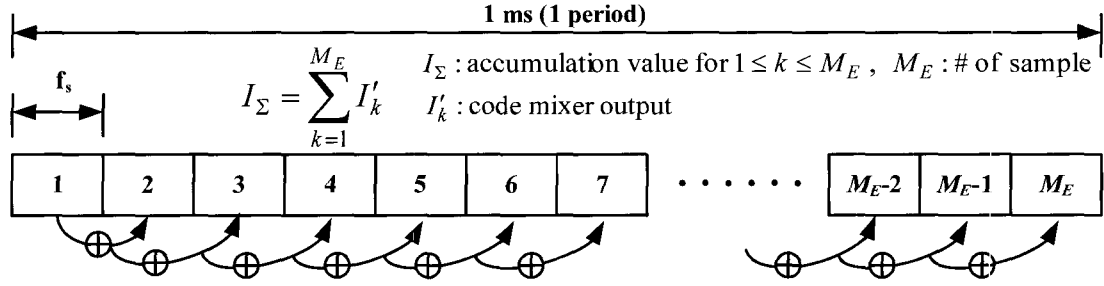 1 ms (1 period)
f_s
I_Σ = \sum_{k=1}^{M_E} I'_k
I_Σ : accumulation value for 1 ≤ k ≤ M_E , M_E : # of sample
I'_k : code mixer output
1 2 3 4 5 6 7 · · · · · · M_E-2 M_E-1 M_E